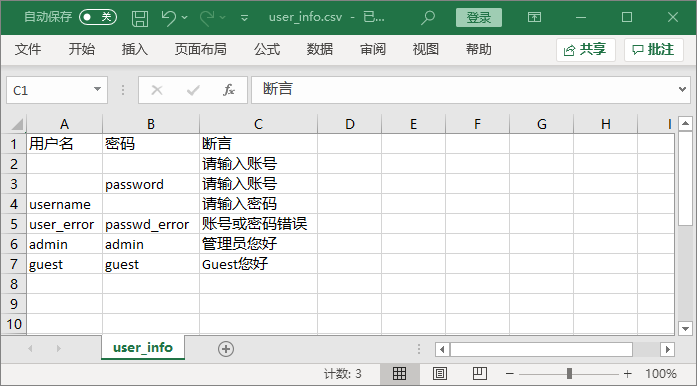 自动保存 关 user_info.csv - 已... 登录
文件 开始 插入 页面布局 公式 数据 审阅 视图 帮助 共享 批注
C1 fx 断言
A B C D E F G H I
1 用户名 密码 断言
2 请输入账号
3 password 请输入账号
4 username 请输入密码
5 user_error passwd_error 账号或密码错误
6 admin admin 管理员您好
7 guest guest Guest您好
8
9
10
user_info
计数: 3 100%